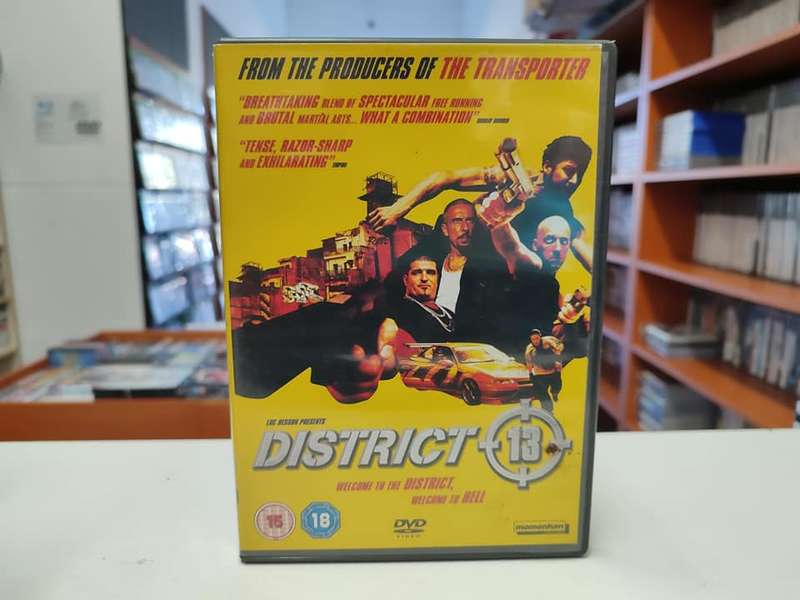 FROM THE PRODUCERS OF THE TRANSPORTER
"BREATHTAKING BLEND OF SPECTACULAR FREE RUNNING
AND BRUTAL MARTIAL ARTS... WHAT A COMBINATION"
"TENSE, RAZOR-SHARP
AND EXHILARATING" EMPIRE
LUC BESSON PRESENTS
DISTRICT 13
WELCOME TO THE DISTRICT,
WELCOME TO HELL
15 18 DVD VIDEO momentum